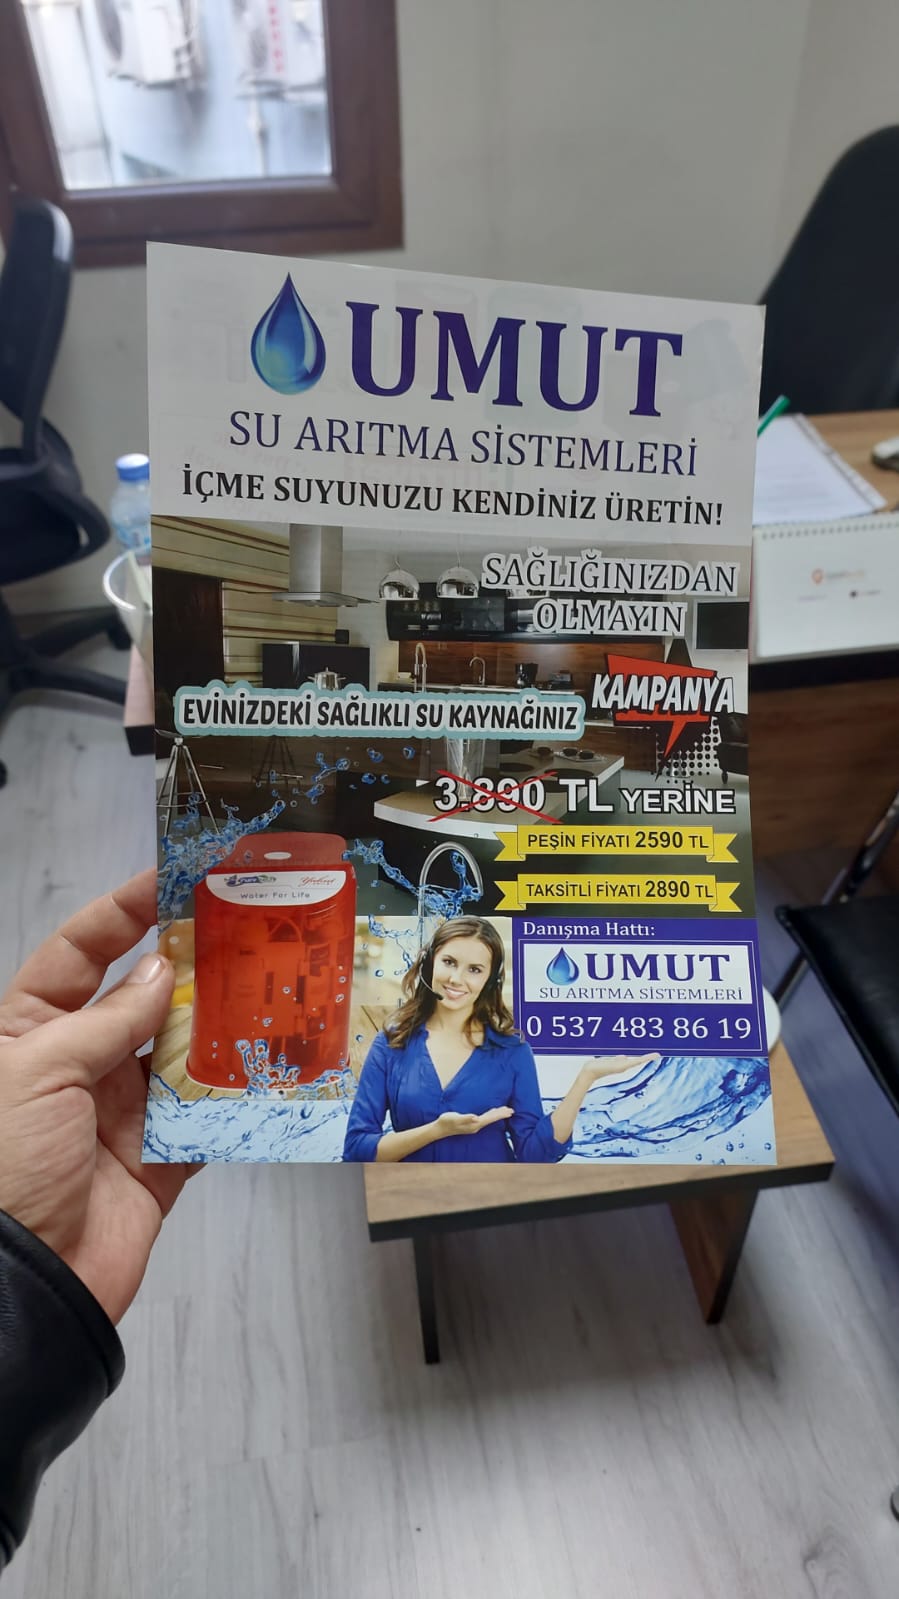 UMUT
SU ARITMA SİSTEMLERİ
İÇME SUYUNUZU KENDİNİZ ÜRETİN!
SAĞLIĞINIZDAN
OLMAYIN
KAMPANYA
EVİNİZDEKİ SAĞLIKLI SU KAYNAĞINIZ
3.890 TL YERİNE
PEŞİN FİYATI 2590 TL
TAKSİTLİ FİYATI 2890 TL
Water For Life
Danışma Hattı:
UMUT
SU ARITMA SİSTEMLERİ
0 537 483 86 19